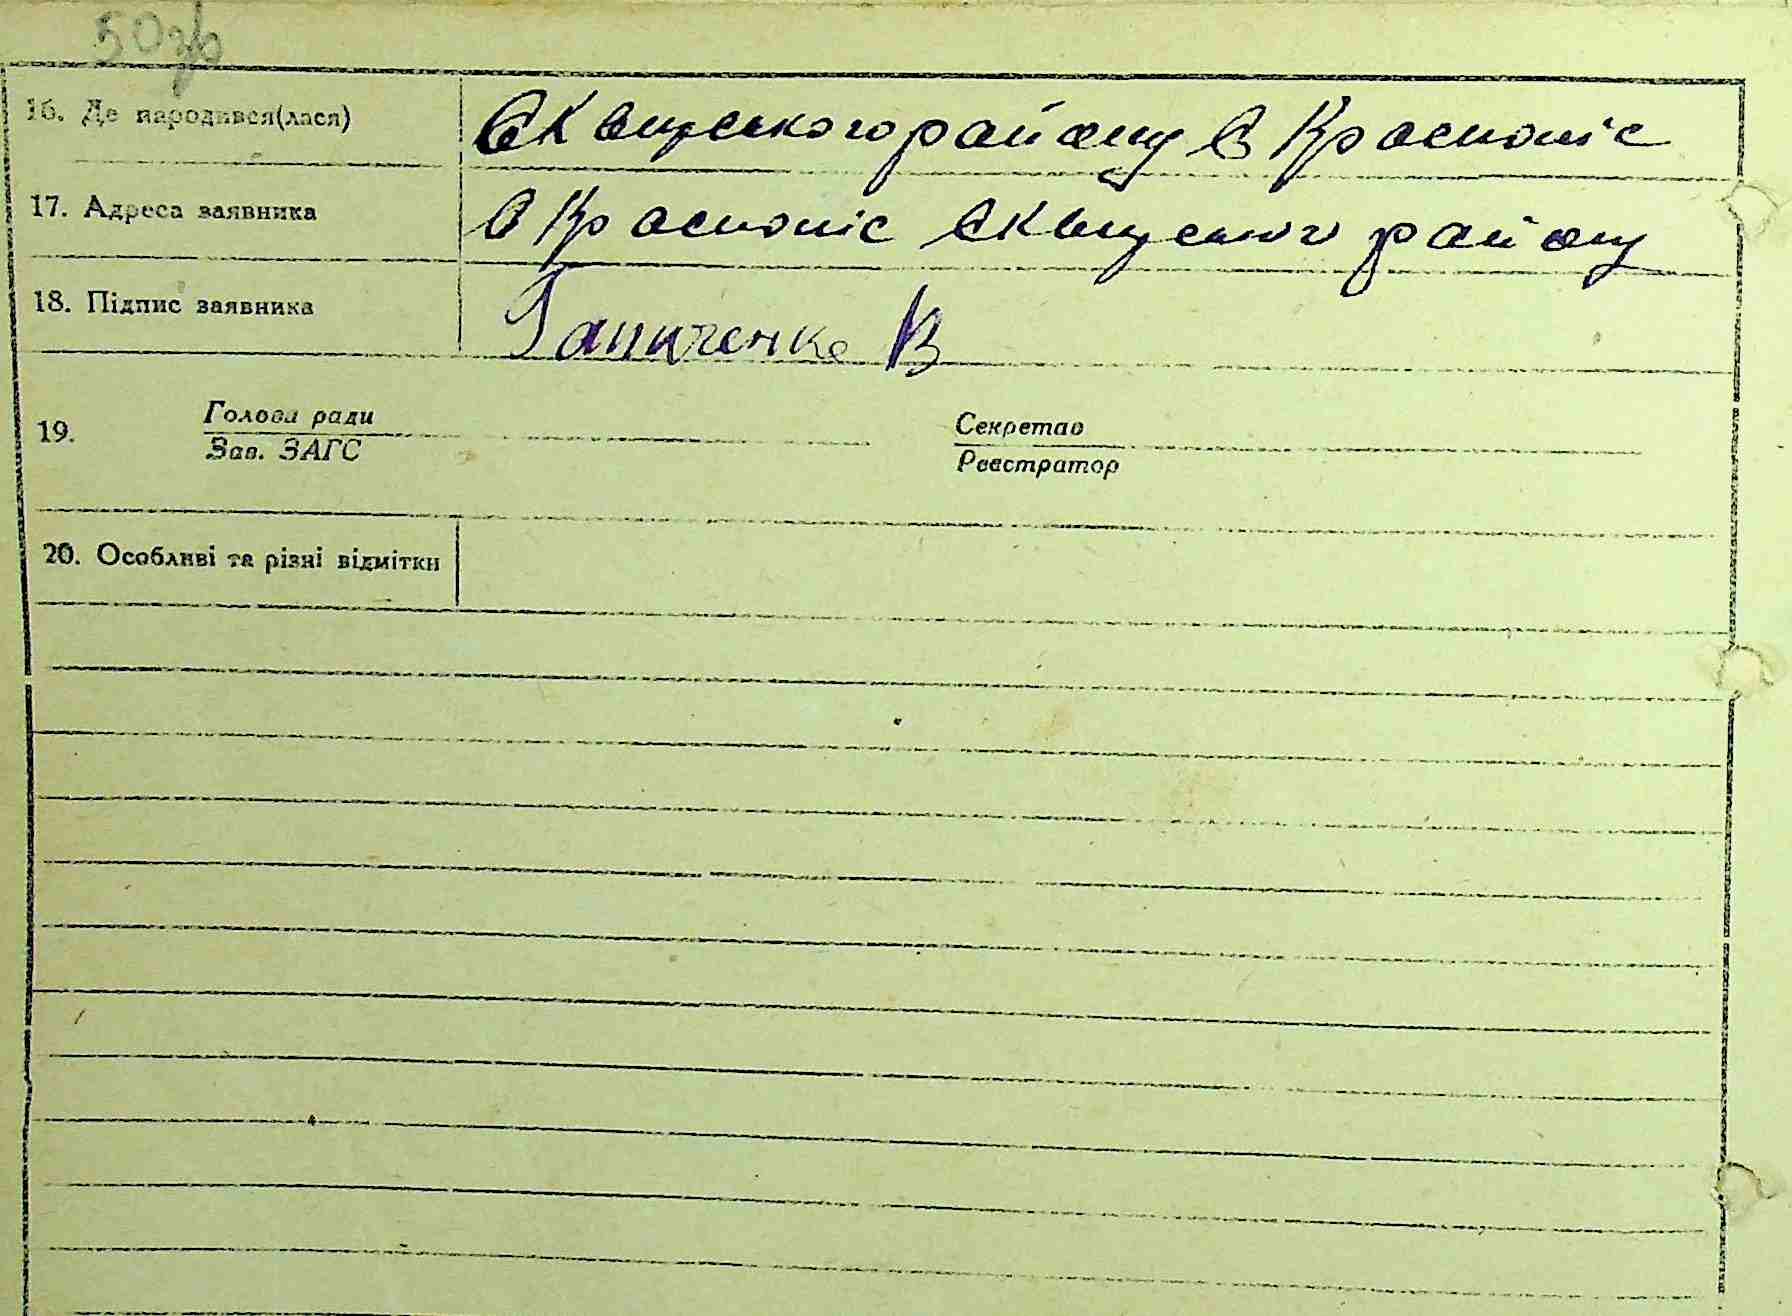 50зв
16. Де народився(лася) Сквирського району С Красноліс
17. Адреса заявника С Красноліс Сквирського району
18. Підпис заявника Ганиченко В
19. Голова ради Секретар
Зав. ЗАГС Реєстратор
20. Особливі та різні відмітки